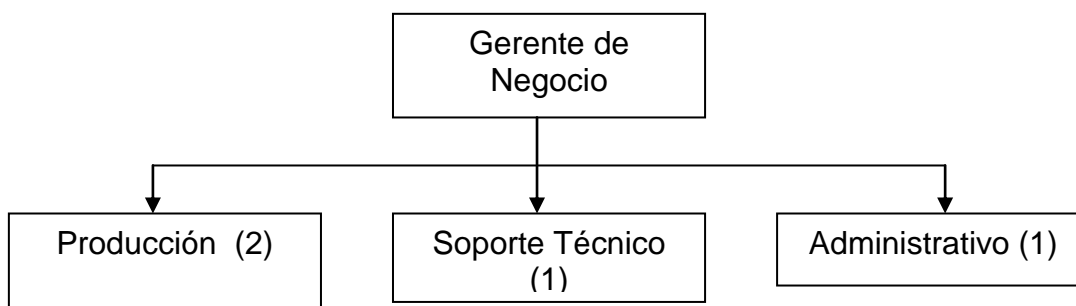 Gerente de
Negocio
Producción (2)
Soporte Técnico
(1)
Administrativo (1)